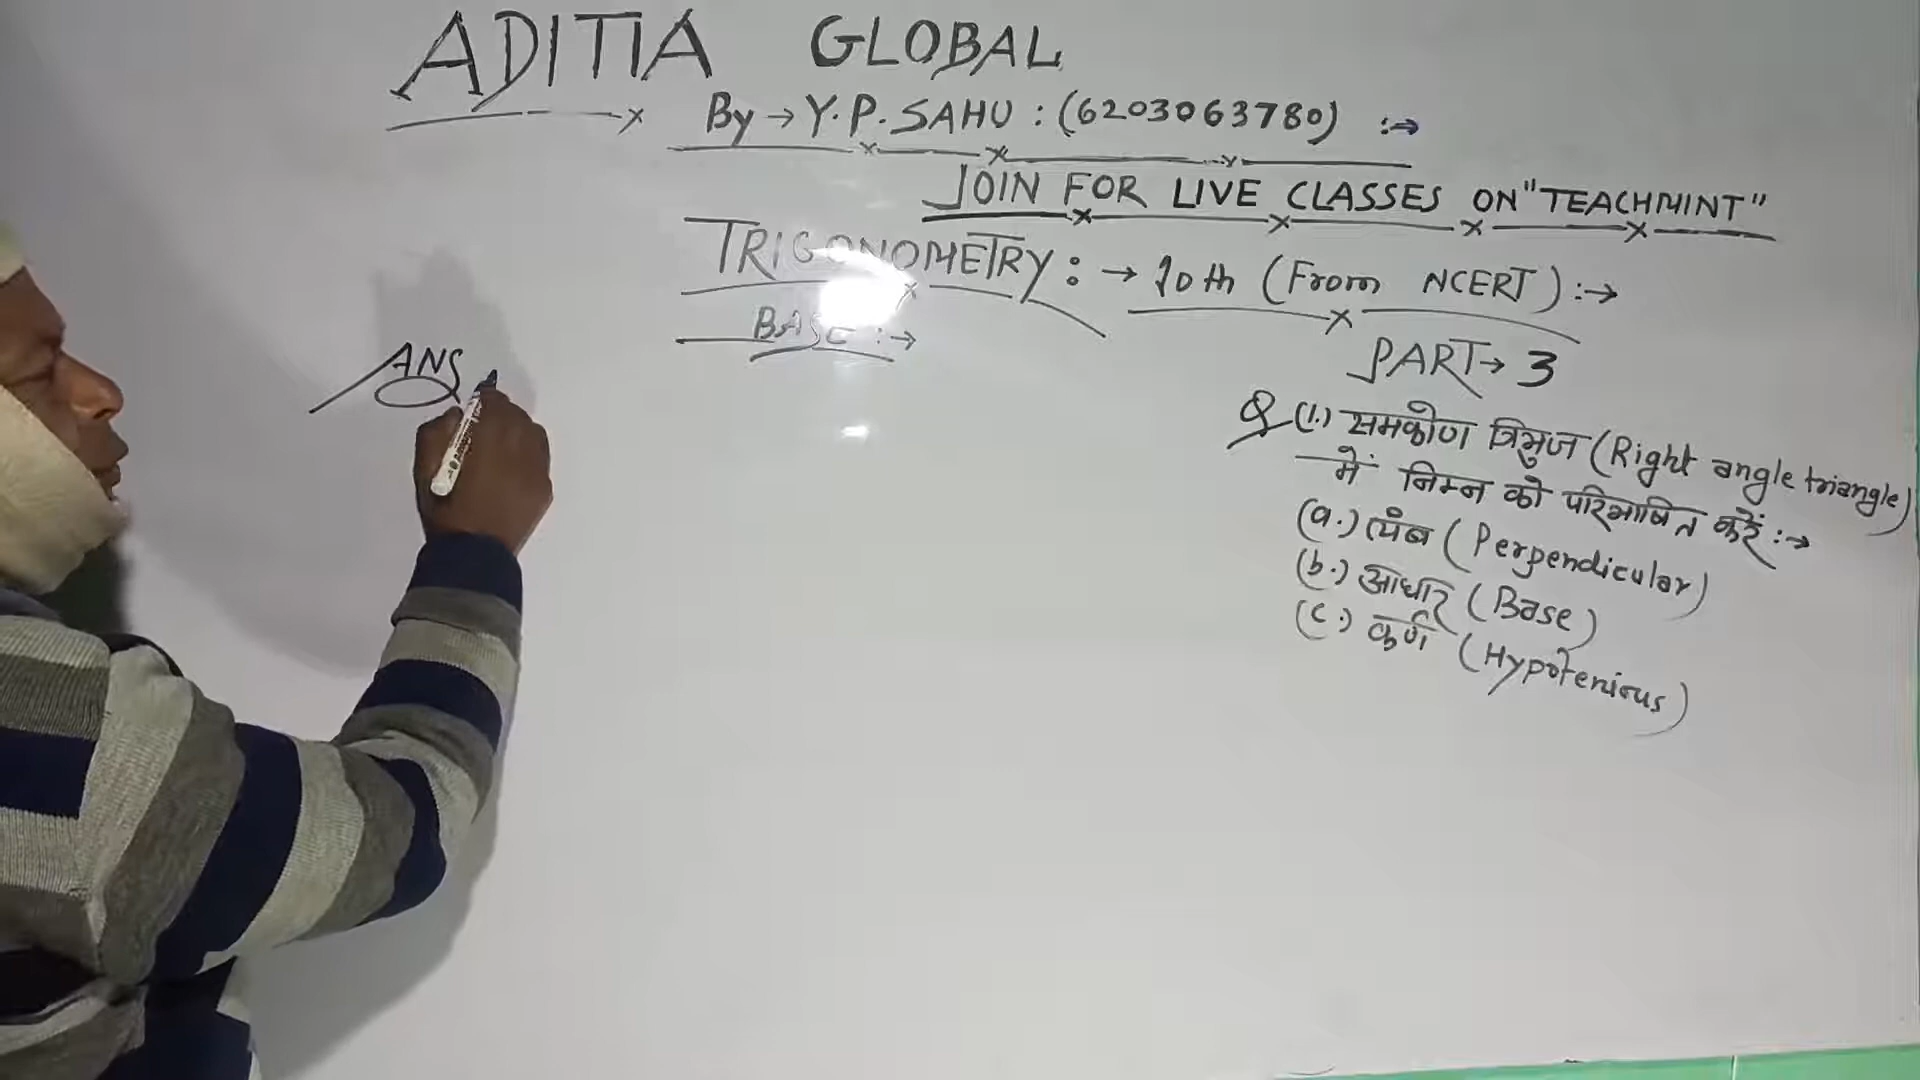 ADITIA GLOBAL
By → Y.P. SAHU : (6203063780) :→
JOIN FOR LIVE CLASSES ON "TEACHMINT"
TRIGONOMETRY : → 10th (From NCERT) :→
BASE :→
PART → 3
ANS
Q (1.) समकोण त्रिभुज (Right angle triangle)
में निम्न को परिभाषित करें :→
(a.) लंब (Perpendicular)
(b.) आधार (Base)
(c.) कर्ण (Hypotenious)